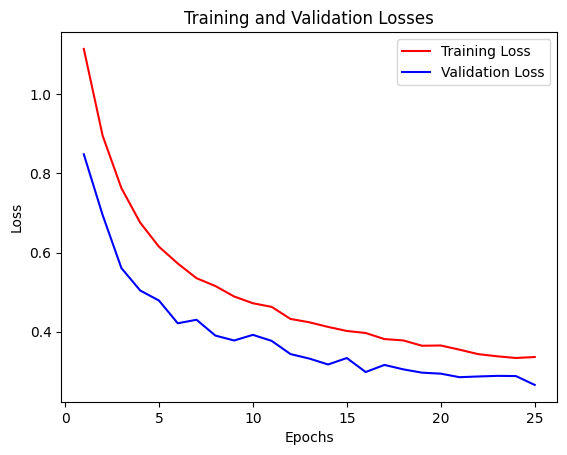 Training and Validation Losses
Training Loss
Validation Loss
1.0
0.8
0.6
0.4
Loss
0
5
10
15
20
25
Epochs